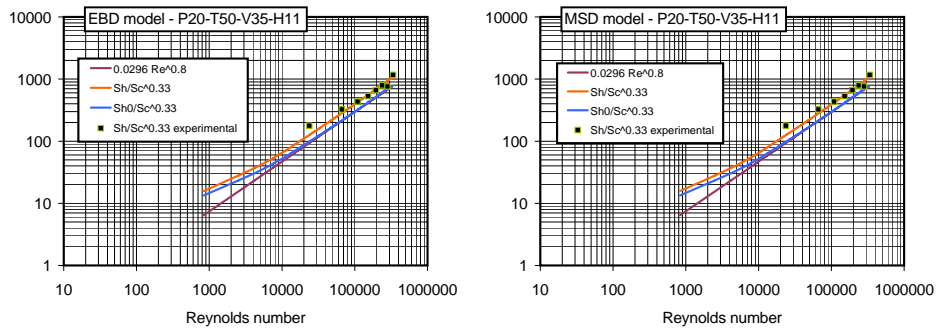 EBD model - P20-T50-V35-H11
10000
1000
100
10
1
0.0296 Re^0.8
Sh/Sc^0.33
Sh0/Sc^0.33
Sh/Sc^0.33 experimental
10 100 1000 10000 100000 1000000
Reynolds number
MSD model - P20-T50-V35-H11
10000
1000
100
10
1
0.0296 Re^0.8
Sh/Sc^0.33
Sh0/Sc^0.33
Sh/Sc^0.33 experimental
10 100 1000 10000 100000 1000000
Reynolds number